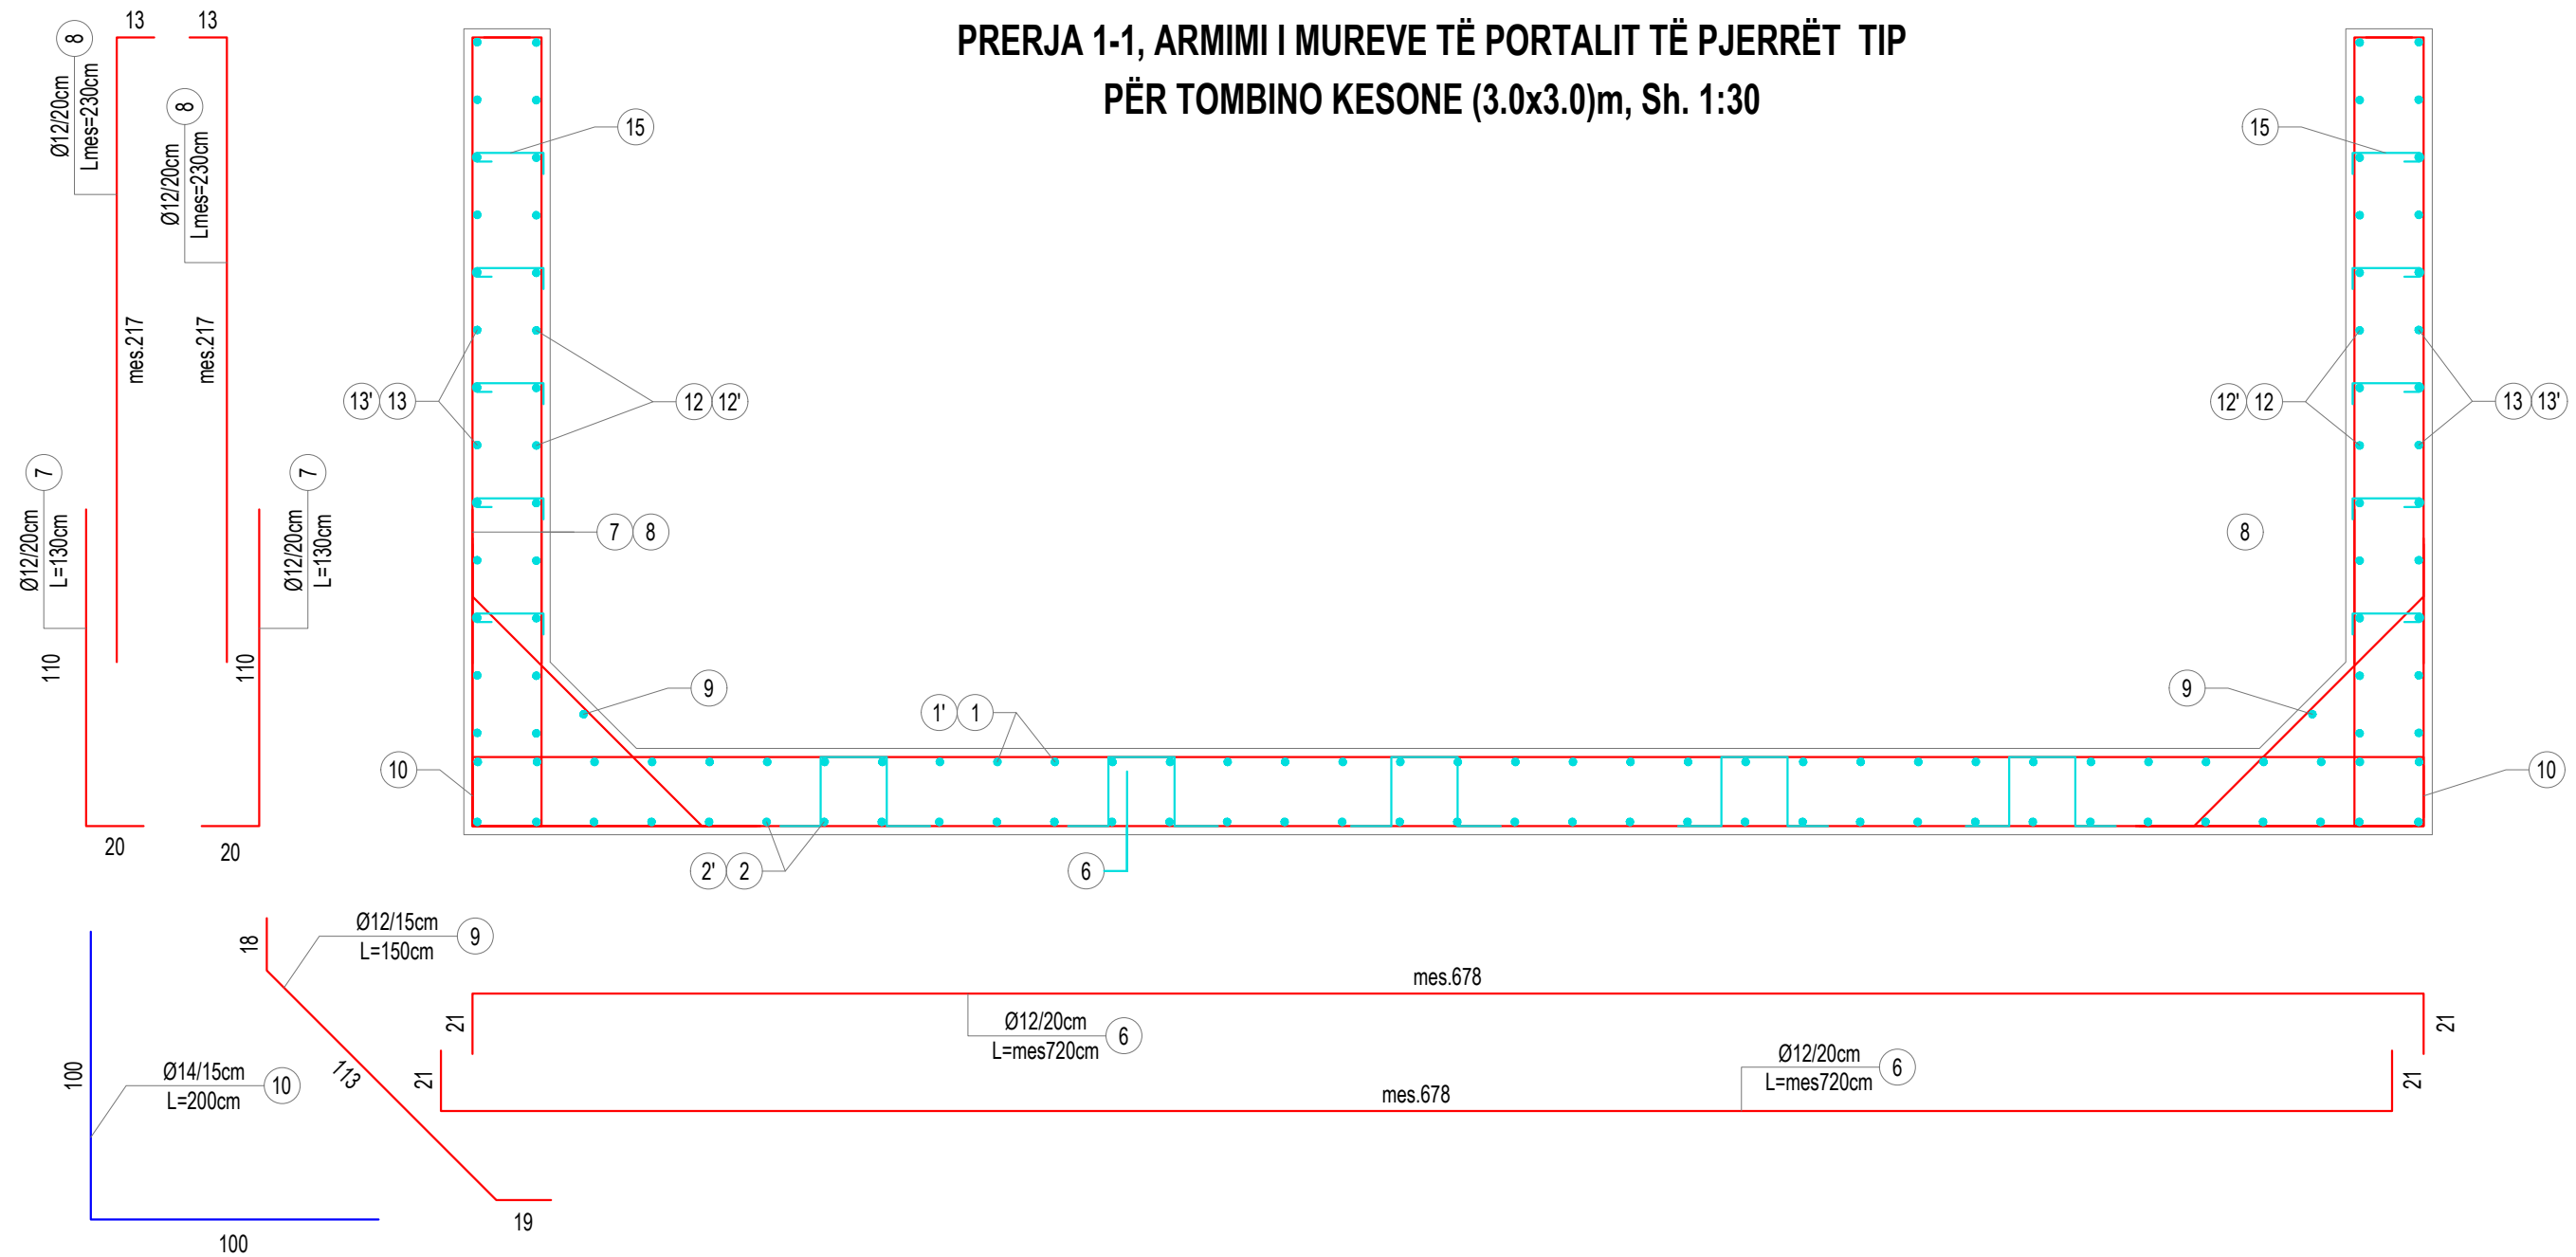 PRERJA 1-1, ARMIMI I MUREVE TË PORTALIT TË PJERRËT TIP
PËR TOMBINO KESONE (3.0x3.0)m, Sh. 1:30
13
13
8
Ø12/20cm
Lmes=230cm
8
Ø12/20cm
Lmes=230cm
mes.217
mes.217
7
Ø12/20cm
L=130cm
7
Ø12/20cm
L=130cm
110
110
20
20
15
15
13' 13
12 12'
12' 12
13 13'
7 8
8
9
9
1' 1
10
10
2' 2
6
18
Ø12/15cm
L=150cm
9
113
19
100
Ø14/15cm
L=200cm
10
100
mes.678
21
21
Ø12/20cm
L=mes720cm
6
21
21
Ø12/20cm
L=mes720cm
6
mes.678